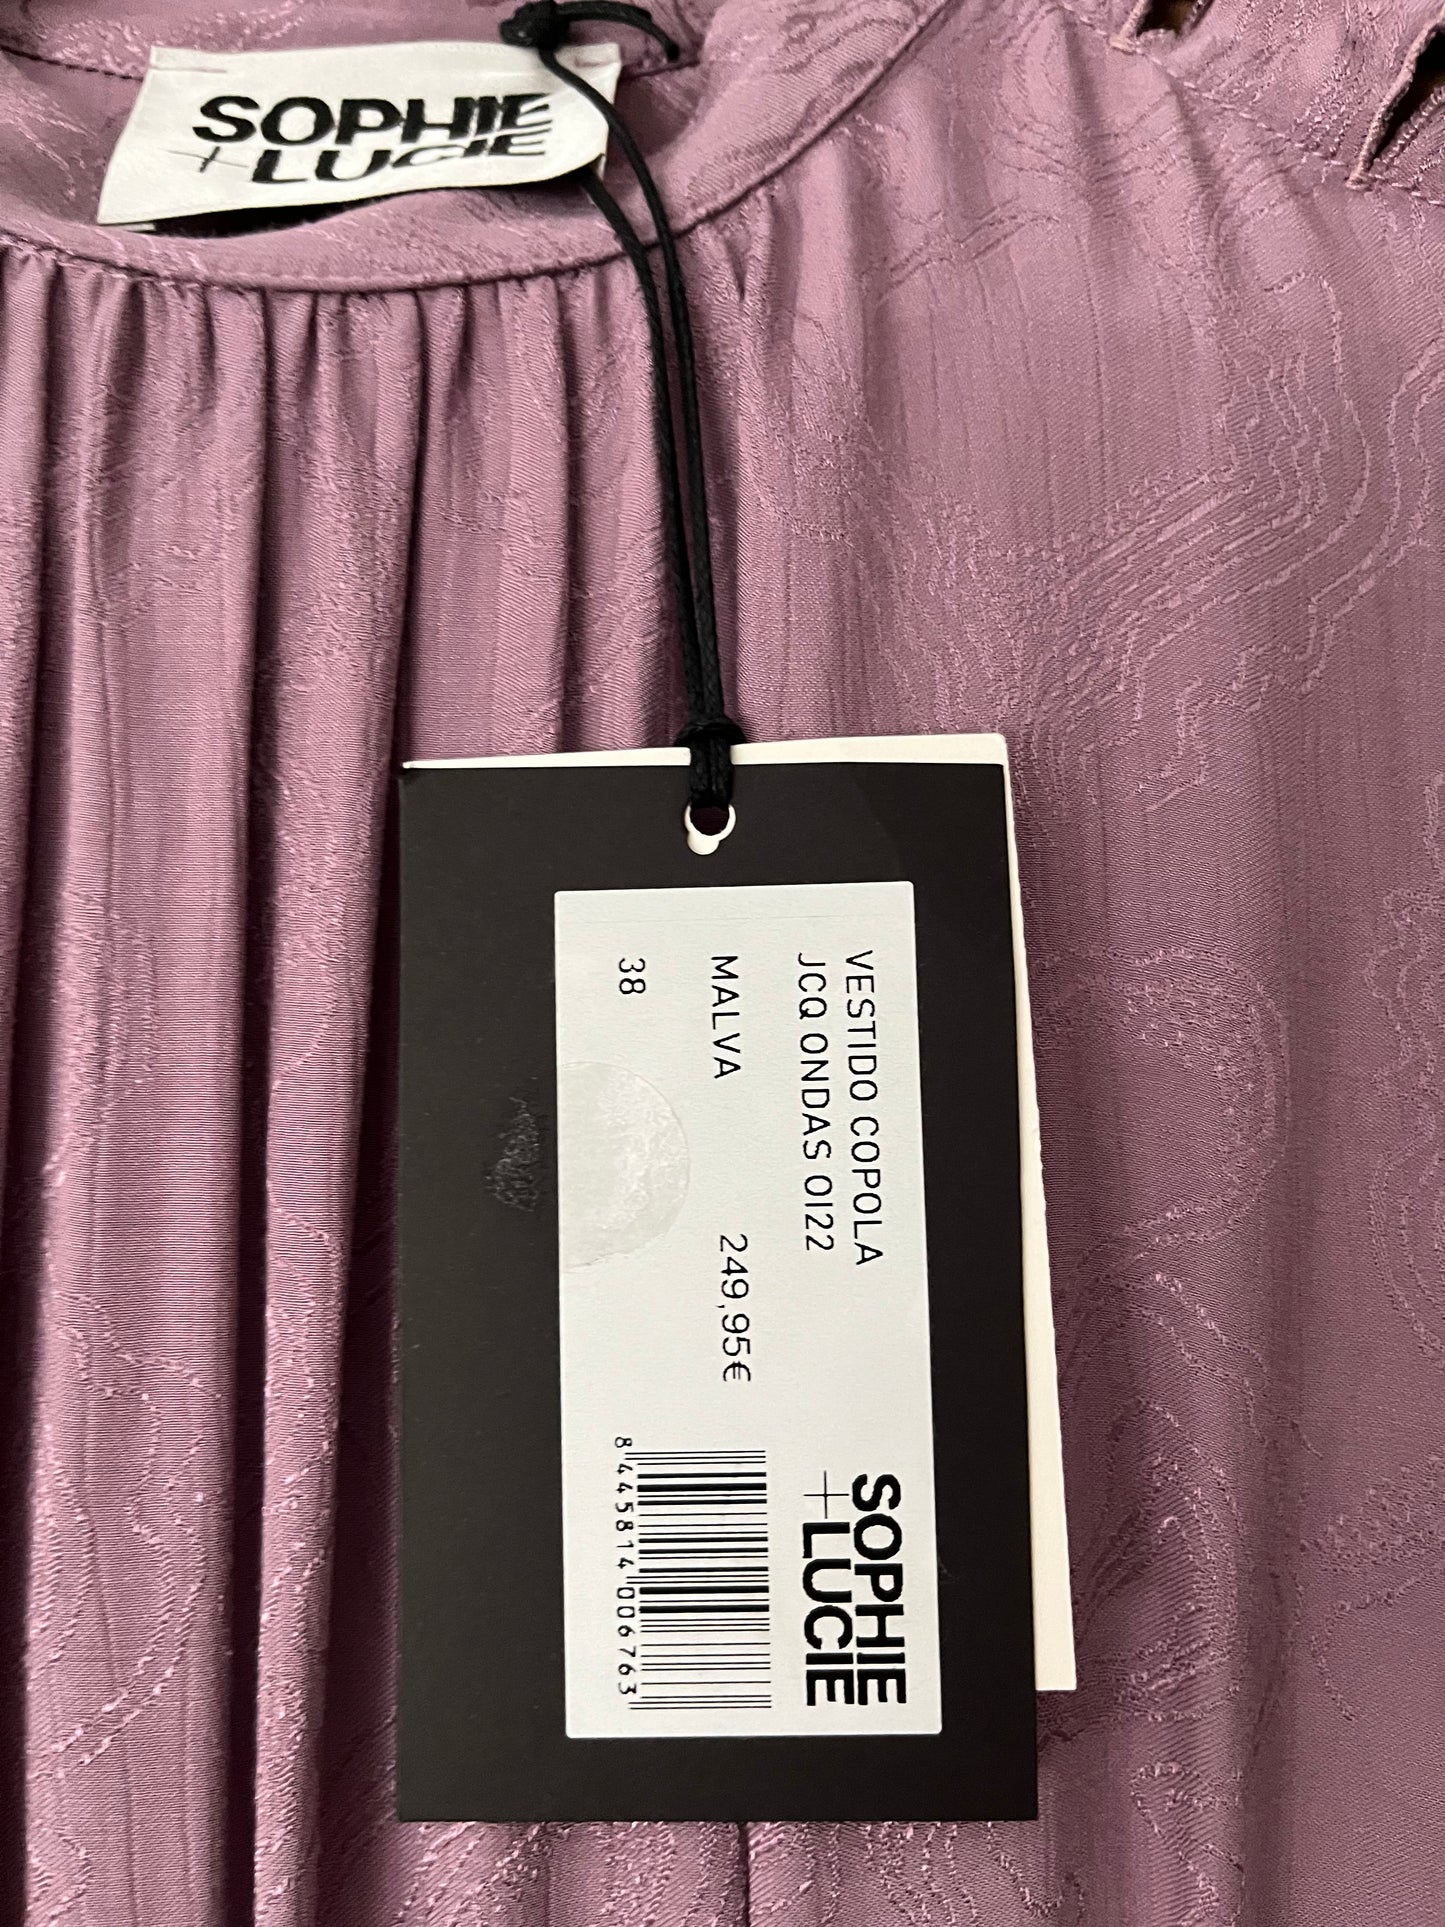 SOPHIE
+LUCIE
VESTIDO COPOLA
JCQ ONDAS 0122
MALVA 249,95€
38
SOPHIE
+LUCIE
8 445814 006763